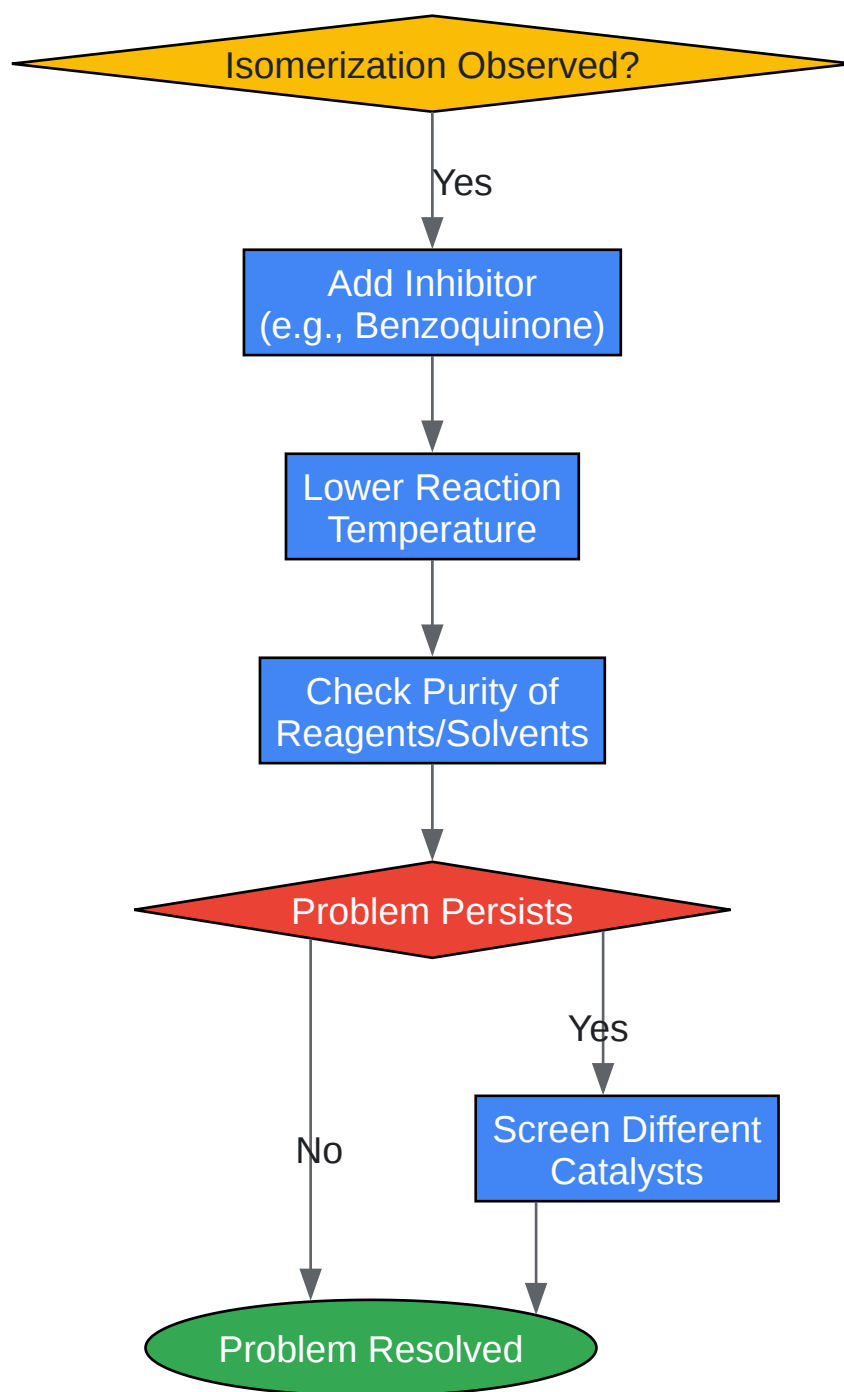 Isomerization Observed?
Yes
Add Inhibitor
(e.g., Benzoquinone)
Lower Reaction
Temperature
Check Purity of
Reagents/Solvents
Problem Persists
Yes
Screen Different
Catalysts
No
Problem Resolved